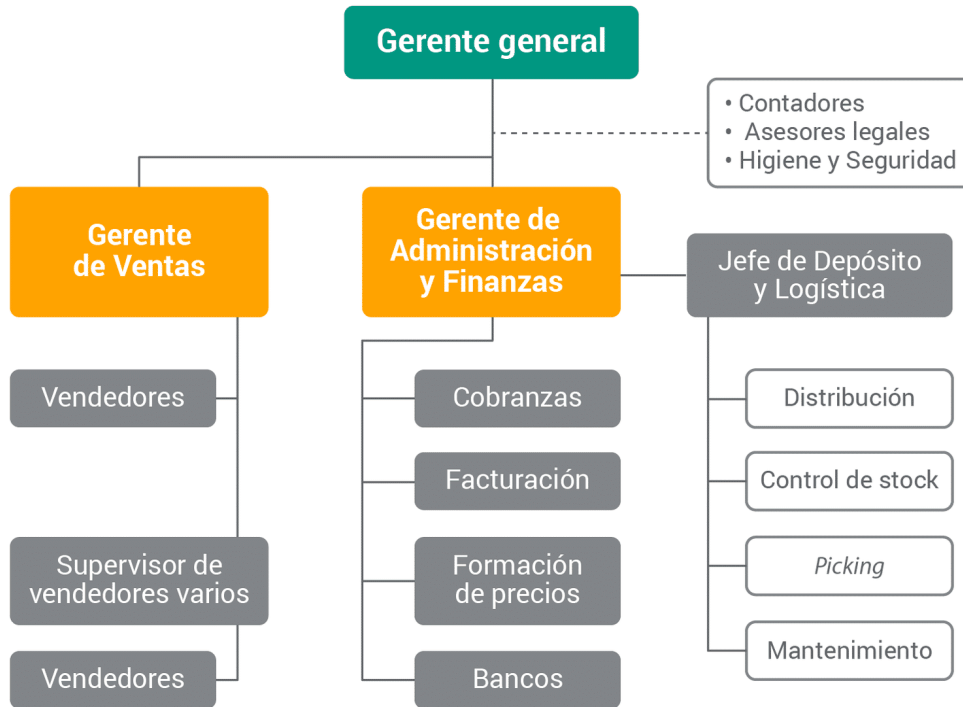 Gerente general
• Contadores
• Asesores legales
• Higiene y Seguridad
Gerente
de Ventas
Gerente de
Administración
y Finanzas
Jefe de Depósito
y Logística
Vendedores
Supervisor de
vendedores varios
Vendedores
Cobranzas
Facturación
Formación
de precios
Bancos
Distribución
Control de stock
Picking
Mantenimiento